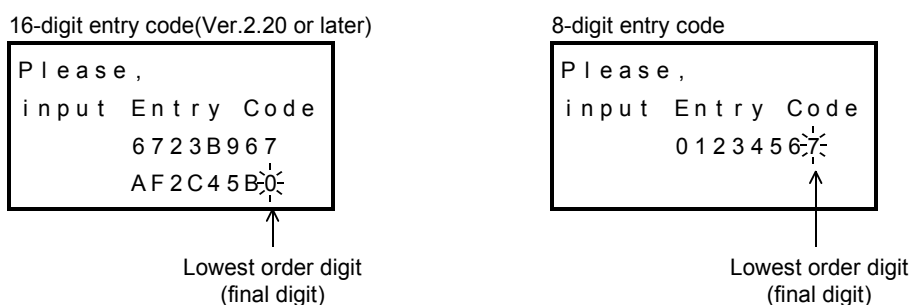 16-digit entry code(Ver.2.20 or later)
Please,
input Entry Code
6723B967
AF2C45B0
Lowest order digit
(final digit)
8-digit entry code
Please,
input Entry Code
01234567
Lowest order digit
(final digit)